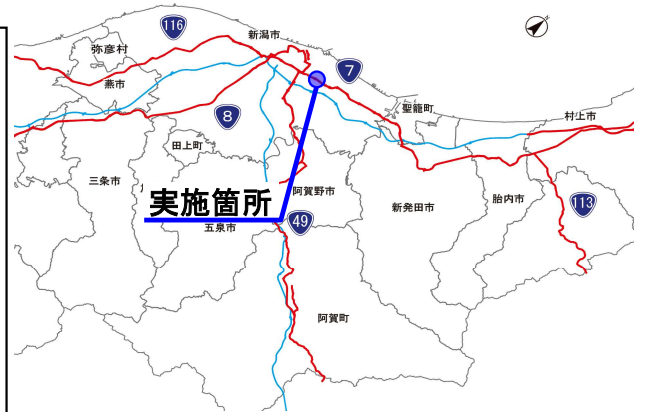 116
新潟市
弥彦村
7
燕市
聖籠町
8
村上市
田上町
三条市
阿賀野市
胎内市
新発田市
実施箇所
113
49
五泉市
阿賀町